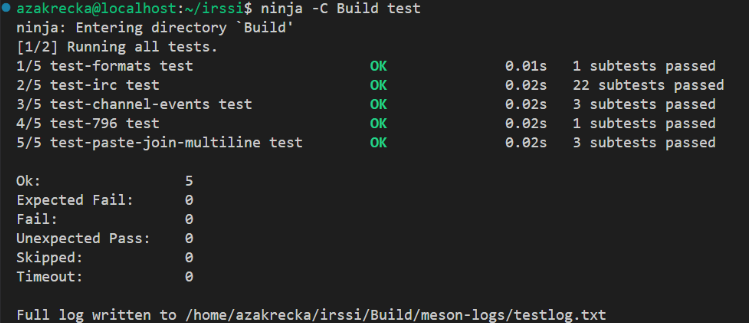 azakrecka@localhost:~/irssi$ ninja -C Build test
ninja: Entering directory `Build'
[1/2] Running all tests.
1/5 test-formats test OK 0.01s 1 subtests passed
2/5 test-irc test OK 0.02s 22 subtests passed
3/5 test-channel-events test OK 0.02s 3 subtests passed
4/5 test-796 test OK 0.02s 1 subtests passed
5/5 test-paste-join-multiline test OK 0.02s 3 subtests passed
Ok: 5
Expected Fail: 0
Fail: 0
Unexpected Pass: 0
Skipped: 0
Timeout: 0
Full log written to /home/azakrecka/irssi/Build/meson-logs/testlog.txt